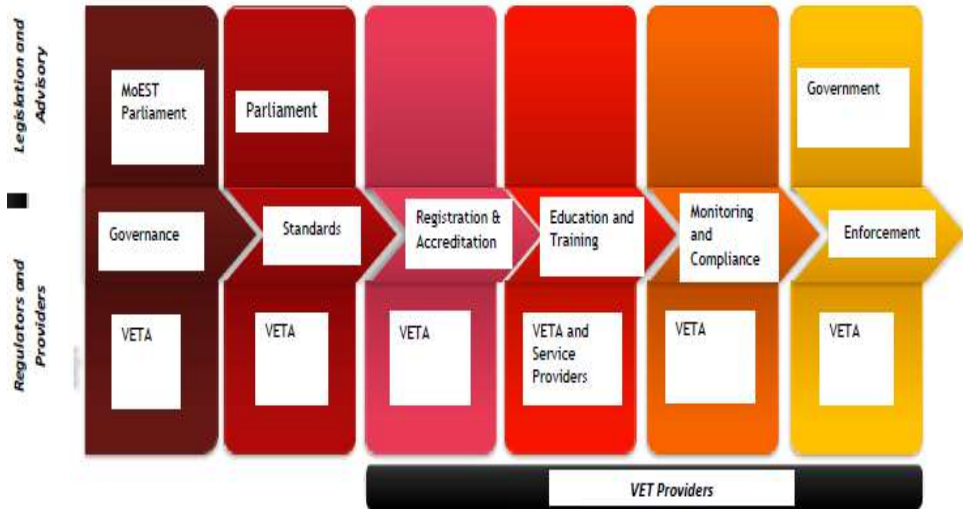 Legislation and
Advisory
MoEST
Parliament
Parliament
Government
Governance
Standards
Registration &
Accreditation
Education and
Training
Monitoring
and
Compliance
Enforcement
Regulators and
Providers
VETA
VETA
VETA
VETA and
Service
Providers
VETA
VETA
VET Providers